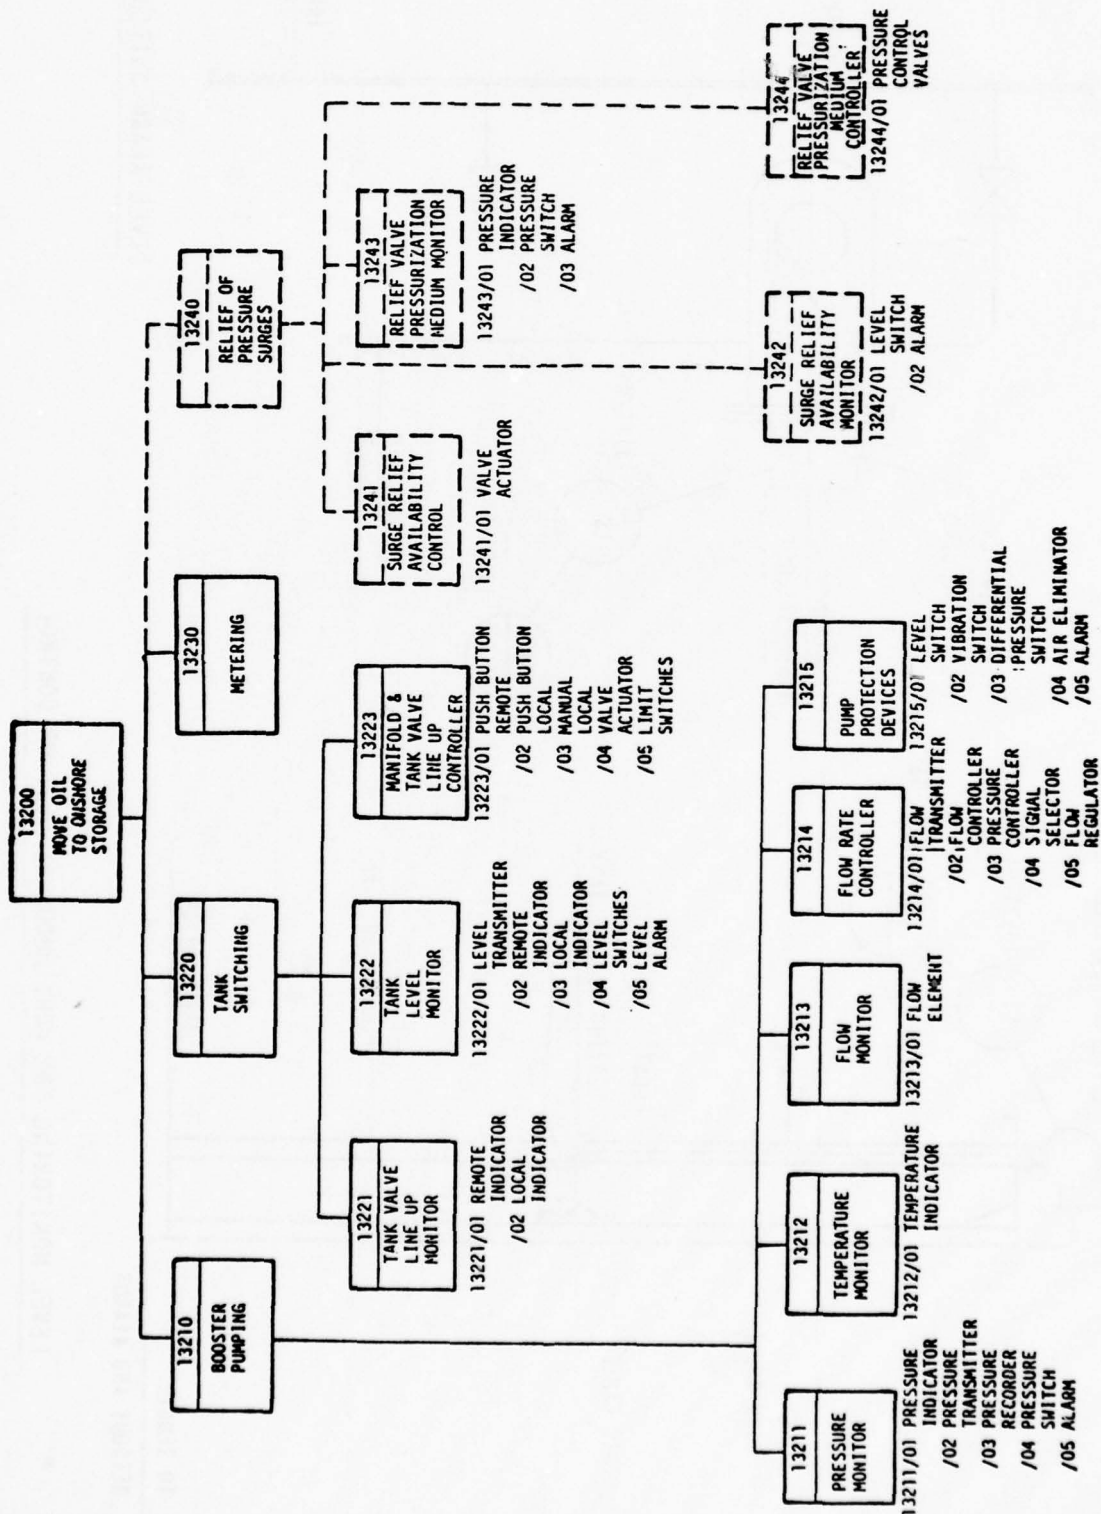 13200
MOVE OIL
TO ONSHORE
STORAGE
13210
BOOSTER
PUMPING
13220
TANK
SWITCHING
13230
METERING
13240
RELIEF OF
PRESSURE
SURGES
13221
TANK VALVE
LINE UP
MONITOR
13221/01 REMOTE
INDICATOR
/02 LOCAL
INDICATOR
13222
TANK
LEVEL
MONITOR
13222/01 LEVEL
TRANSMITTER
/02 REMOTE
INDICATOR
/03 LOCAL
INDICATOR
/04 LEVEL
SWITCHES
/05 LEVEL
ALARM
13223
MANIFOLD &
TANK VALVE
LINE UP
CONTROLLER
13223/01 PUSH BUTTON
REMOTE
/02 PUSH BUTTON
LOCAL
/03 MANUAL
LOCAL
/04 VALVE
ACTUATOR
/05 LIMIT
SWITCHES
13241
SURGE RELIEF
AVAILABILITY
CONTROL
13241/01 VALVE
ACTUATOR
13243
RELIEF VALVE
PRESSURIZATION
MEDIUM MONITOR
13243/01 PRESSURE
INDICATOR
/02 PRESSURE
SWITCH
/03 ALARM
13211
PRESSURE
MONITOR
13211/01 PRESSURE
INDICATOR
/02 PRESSURE
TRANSMITTER
/03 PRESSURE
RECORDER
/04 PRESSURE
SWITCH
/05 ALARM
13212
TEMPERATURE
MONITOR
13212/01 TEMPERATURE
INDICATOR
13213
FLOW
MONITOR
13213/01 FLOW
ELEMENT
13214
FLOW RATE
CONTROLLER
13214/01 FLOW
TRANSMITTER
/02 FLOW
CONTROLLER
/03 PRESSURE
CONTROLLER
/04 SIGNAL
SELECTOR
/05 FLOW
REGULATOR
13215
PUMP
PROTECTION
DEVICES
13215/01 LEVEL
SWITCH
/02 VIBRATION
SWITCH
/03 DIFFERENTIAL
PRESSURE
SWITCH
/04 AIR ELIMINATOR
/05 ALARM
13242
SURGE RELIEF
AVAILABILITY
MONITOR
13242/01 LEVEL
SWITCH
/02 ALARM
13244
RELIEF VALVE
PRESSURIZATION
MEDIUM
CONTROLLER
13244/01 PRESSURE
CONTROL
VALVES